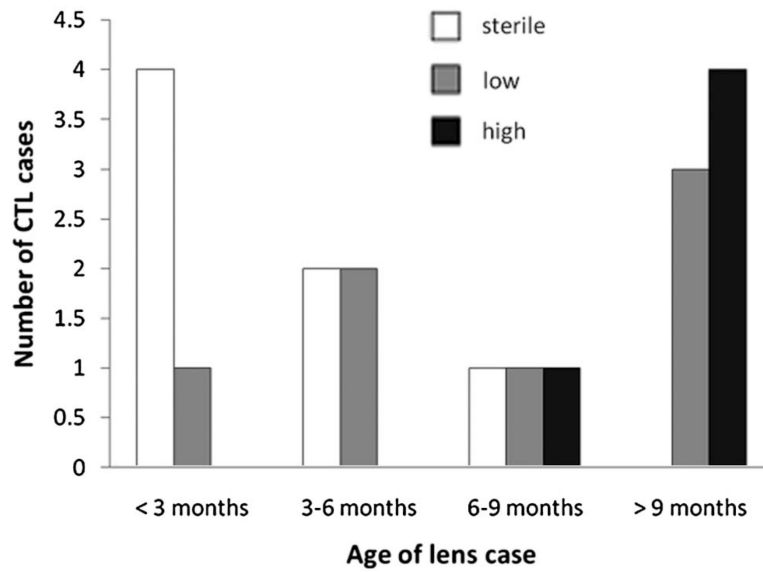 Number of CTL cases
4.5
4
3.5
3
2.5
2
1.5
1
0.5
0
sterile
low
high
< 3 months
3-6 months
6-9 months
> 9 months
Age of lens case